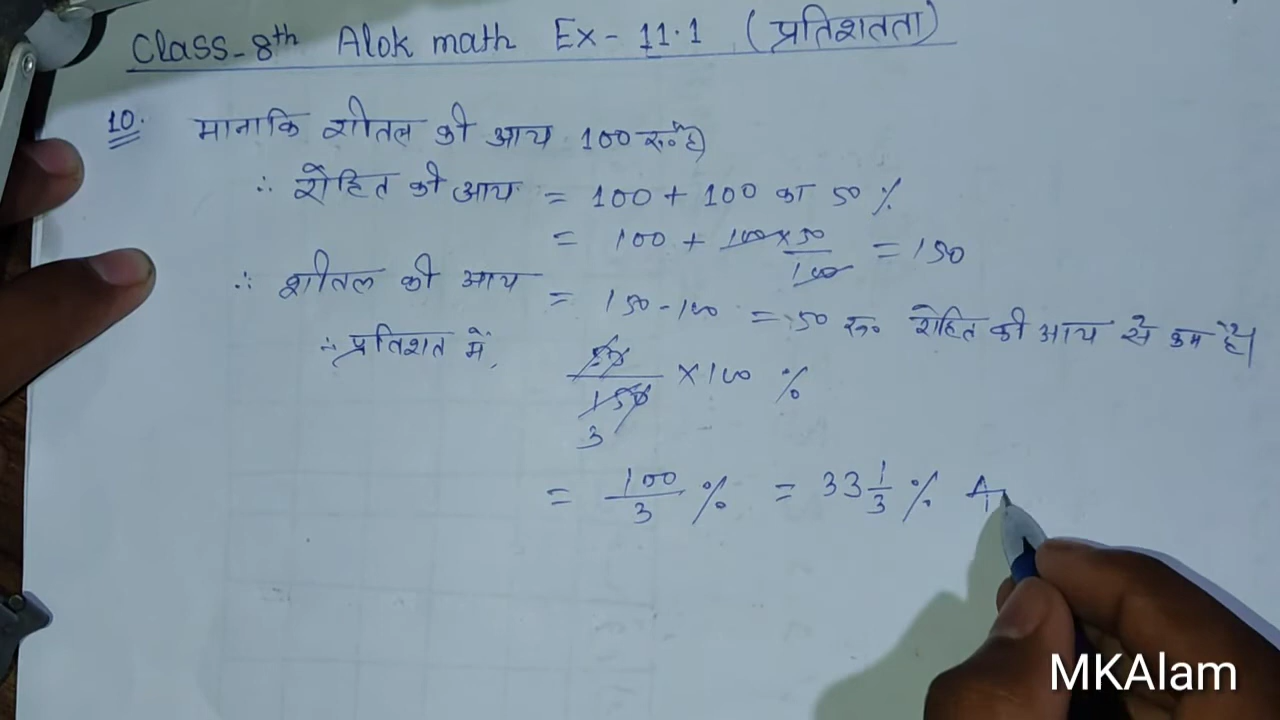 Class-8th Alok math Ex-11.1 (प्रतिशतता)
10. मानाकि शीतल की आय 100 रू० है।
∴ रोहित की आय = 100 + 100 का 50 %
= 100 + 100×50/100 = 150
∴ शीतल की आय = 150-100 = 50 रू० रोहित की आय से कम है।
∴ प्रतिशत में, 50/150 × 100 %
3
= 100/3 % = 33 1/3 % A
MKAlam